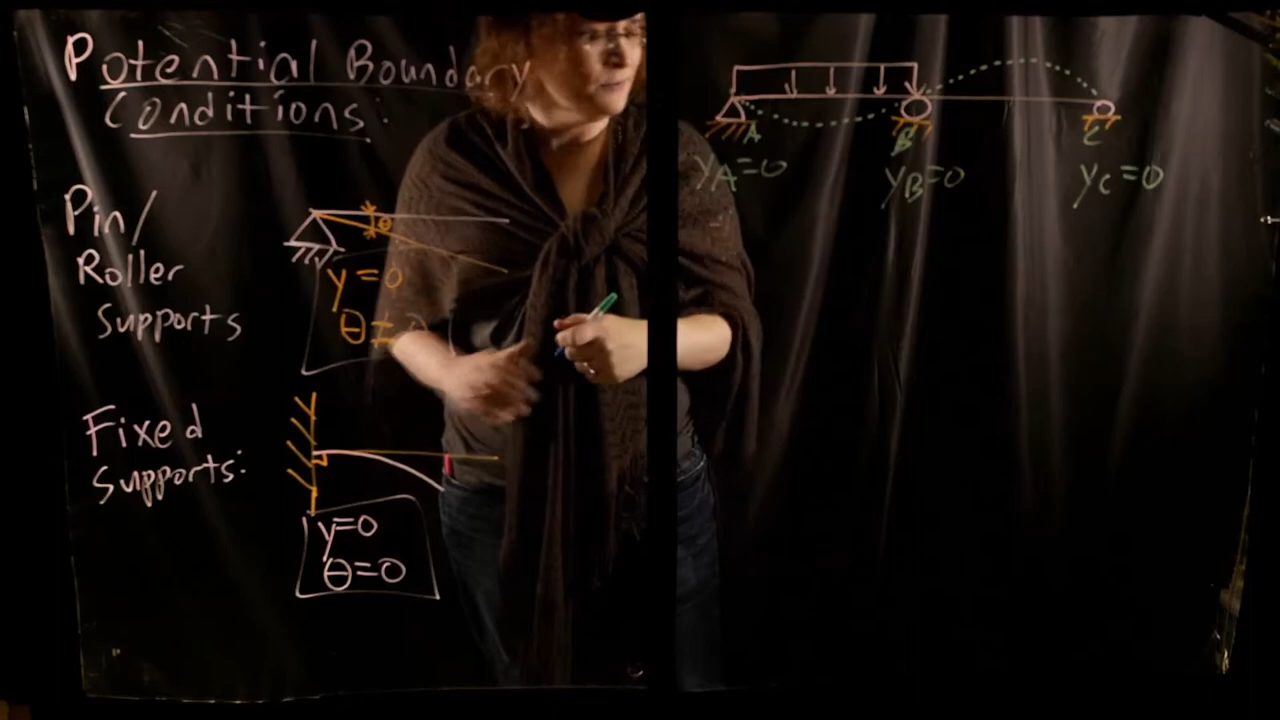 Potential Boundary
Conditions:
Pin/
Roller
Supports
θ
y=0
Fixed
Supports:
y=0
θ=0
A
B
C
yA=0
yB=0
yC=0